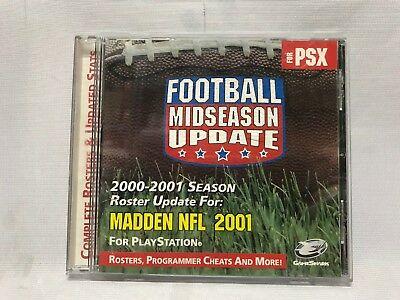 FOR PSX
FOOTBALL
MIDSEASON
UPDATE
2000-2001 SEASON
Roster Update For:
MADDEN NFL 2001
FOR PLAYSTATION®
ROSTERS, PROGRAMMER CHEATS AND MORE!
GAMESHARK
COMPLETE ROSTERS & UPDATED STATS